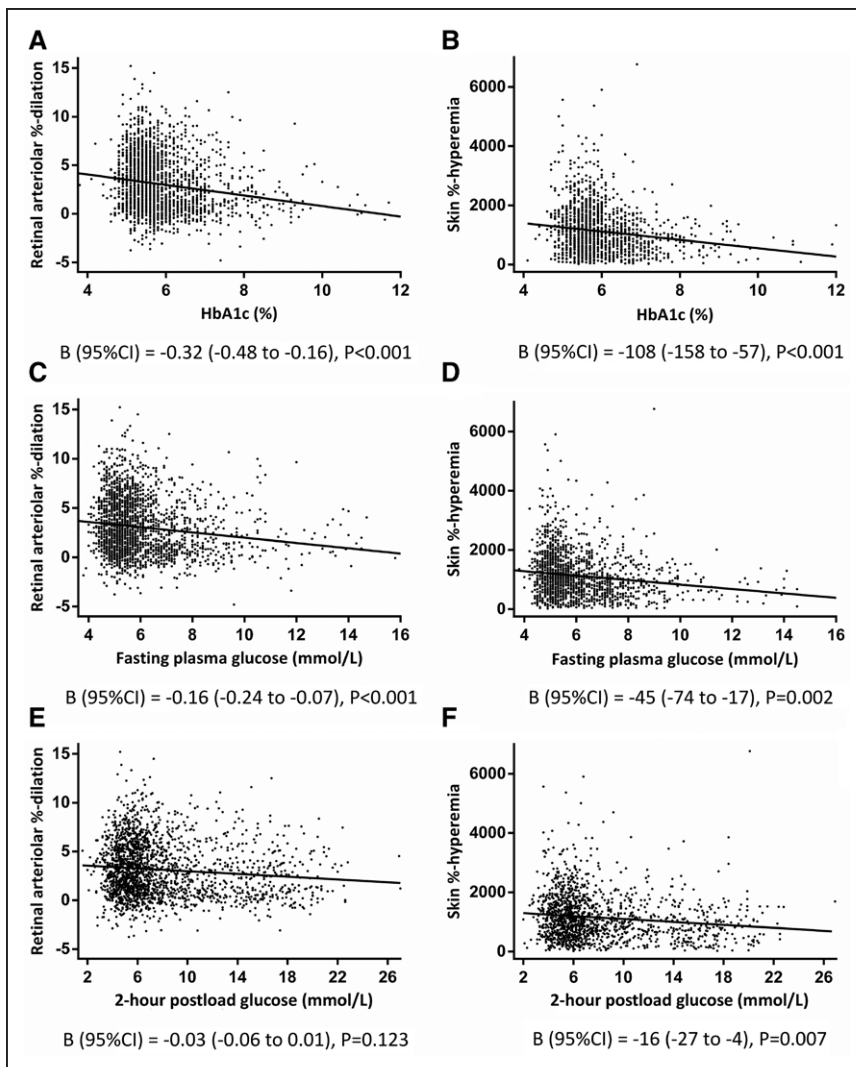 A
Retinal arteriolar %-dilation
15
10
5
0
-5
4 6 8 10 12
HbA1c (%)
B (95%CI) = -0.32 (-0.48 to -0.16), P<0.001
B
Skin %-hyperemia
6000
4000
2000
0
4 6 8 10 12
HbA1c (%)
B (95%CI) = -108 (-158 to -57), P<0.001
C
Retinal arteriolar %-dilation
15
10
5
0
-5
4 6 8 10 12 14 16
Fasting plasma glucose (mmol/L)
B (95%CI) = -0.16 (-0.24 to -0.07), P<0.001
D
Skin %-hyperemia
6000
4000
2000
0
4 6 8 10 12 14 16
Fasting plasma glucose (mmol/L)
B (95%CI) = -45 (-74 to -17), P=0.002
E
Retinal arteriolar %-dilation
15
10
5
0
-5
2 6 10 14 18 22 26
2-hour postload glucose (mmol/L)
B (95%CI) = -0.03 (-0.06 to 0.01), P=0.123
F
Skin %-hyperemia
6000
4000
2000
0
2 6 10 14 18 22 26
2-hour postload glucose (mmol/L)
B (95%CI) = -16 (-27 to -4), P=0.007